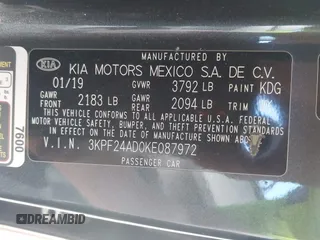 MANUFACTURED BY
KIA KIA MOTORS MEXICO S.A. DE C.V.
01/19 GVWR 3792 LB PAINT KDG
GAWR GAWR
FRONT 2183 LB REAR 2094 LB TRIM
THIS VEHICLE CONFORMS TO ALL APPLICABLE U.S. FEDERAL
MOTOR VEHICLE SAFETY, BUMPER, AND THEFT
STANDARDS IN EFFECT ON THE DATE OF MANUFACTURE SHOWN ABOVE.
V.I.N. 3KPF24AD0KE087972
PASSENGER CAR
7600
DREAMBID